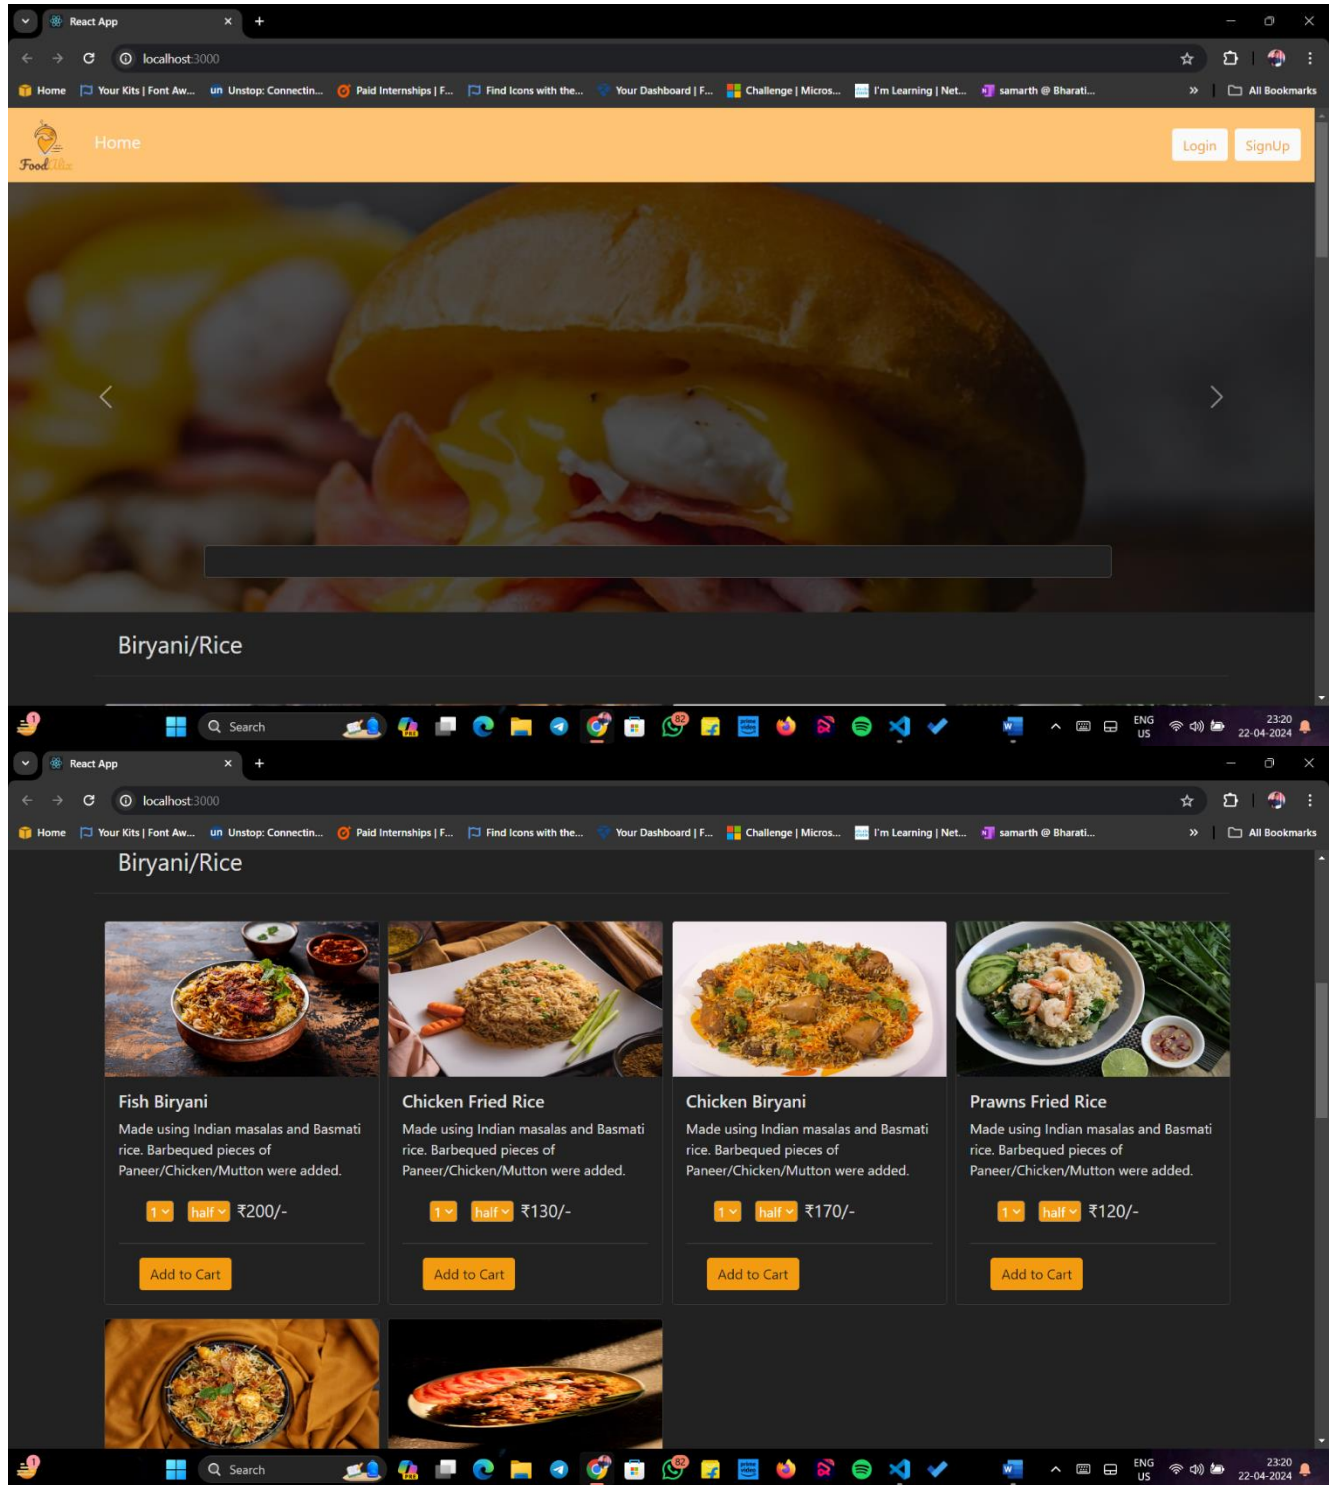 React App
localhost:3000
Home
Your Kits | Font Aw...
Unstop: Connectin...
Paid Internships | F...
Find Icons with the...
Your Dashboard | F...
Challenge | Micros...
I'm Learning | Net...
samarth @ Bharati...
»
All Bookmarks
Home
Login
SignUp
Food
Biryani/Rice
1
Search
PRE
82
ENG
US
23:20
22-04-2024
React App
localhost:3000
Home
Your Kits | Font Aw...
Unstop: Connectin...
Paid Internships | F...
Find Icons with the...
Your Dashboard | F...
Challenge | Micros...
I'm Learning | Net...
samarth @ Bharati...
»
All Bookmarks
Biryani/Rice
Fish Biryani
Made using Indian masalas and Basmati
rice. Barbequed pieces of
Paneer/Chicken/Mutton were added.
1 half ₹200/-
Add to Cart
Chicken Fried Rice
Made using Indian masalas and Basmati
rice. Barbequed pieces of
Paneer/Chicken/Mutton were added.
1 half ₹130/-
Add to Cart
Chicken Biryani
Made using Indian masalas and Basmati
rice. Barbequed pieces of
Paneer/Chicken/Mutton were added.
1 half ₹170/-
Add to Cart
Prawns Fried Rice
Made using Indian masalas and Basmati
rice. Barbequed pieces of
Paneer/Chicken/Mutton were added.
1 half ₹120/-
Add to Cart
1
Search
PRE
82
ENG
US
23:20
22-04-2024